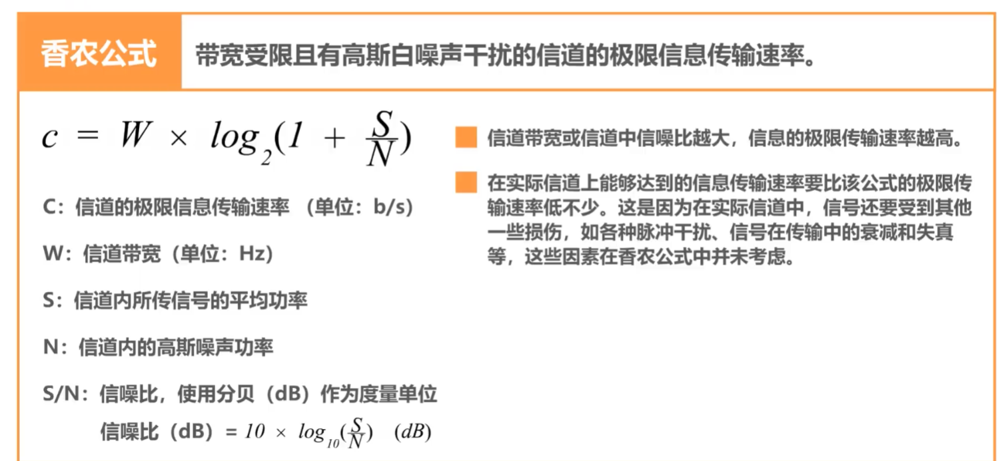 香农公式
带宽受限且有高斯白噪声干扰的信道的极限信息传输速率。
c = W × log₂(1 + S/N)
C：信道的极限信息传输速率 （单位：b/s）
W：信道带宽（单位：Hz）
S：信道内所传信号的平均功率
N：信道内的高斯噪声功率
S/N：信噪比，使用分贝（dB）作为度量单位
信噪比（dB）= 10 × log₁₀(S/N) (dB)
信道带宽或信道中信噪比越大，信息的极限传输速率越高。
在实际信道上能够达到的信息传输速率要比该公式的极限传
输速率低不少。这是因为在实际信道中，信号还要受到其他
一些损伤，如各种脉冲干扰、信号在传输中的衰减和失真
等，这些因素在香农公式中并未考虑。